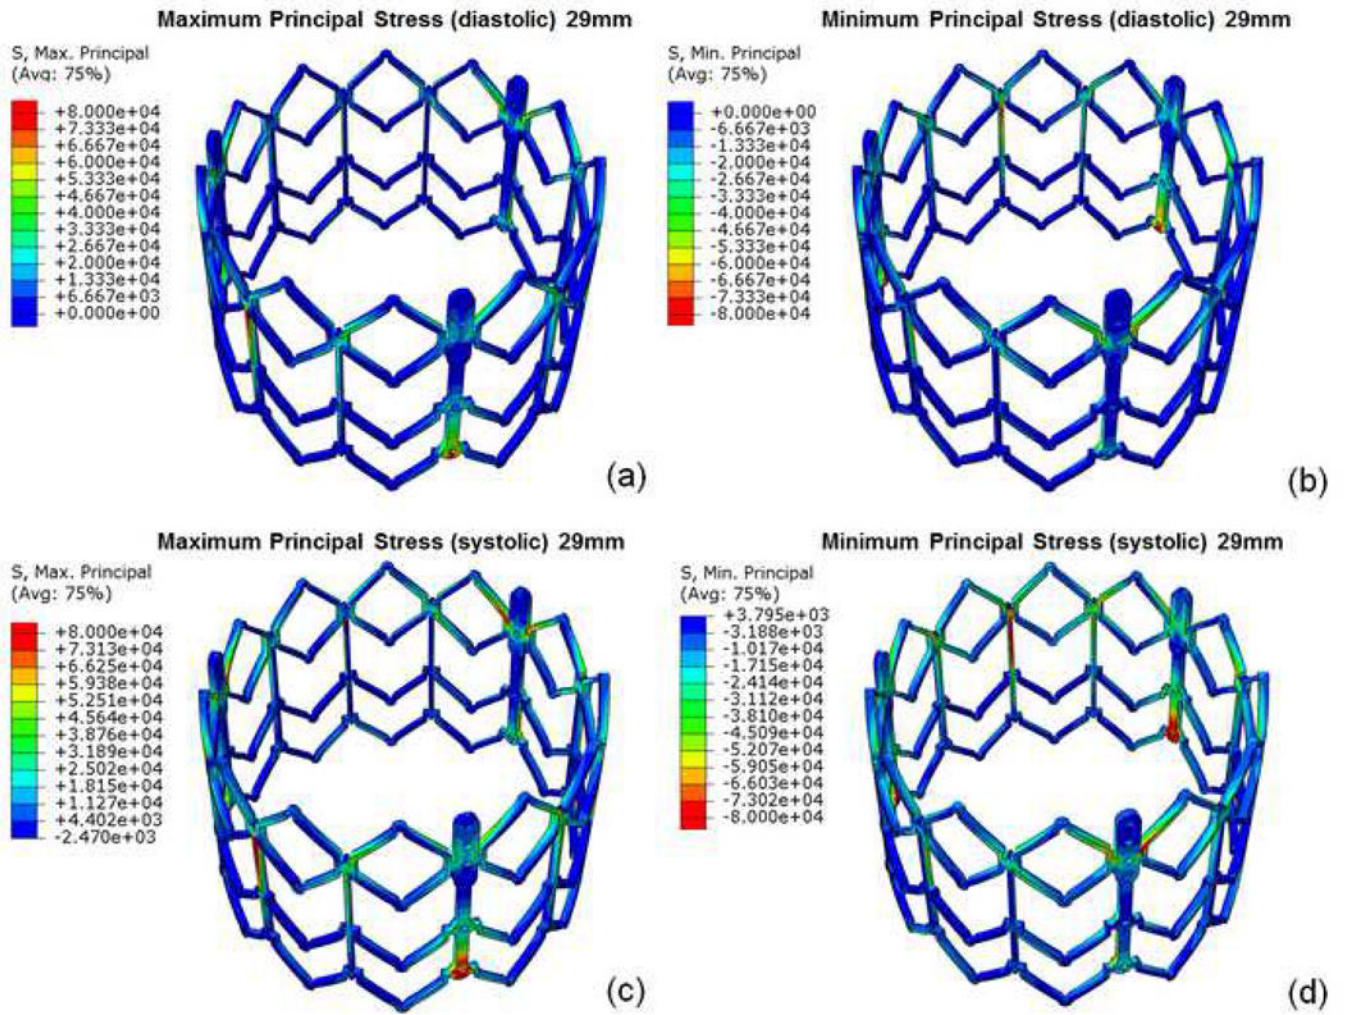 Maximum Principal Stress (diastolic) 29mm
S, Max. Principal
(Avg: 75%)
+8.000e+04
+7.333e+04
+6.667e+04
+6.000e+04
+5.333e+04
+4.667e+04
+4.000e+04
+3.333e+04
+2.667e+04
+2.000e+04
+1.333e+04
+6.667e+03
+0.000e+00
(a)
Minimum Principal Stress (diastolic) 29mm
S, Min. Principal
(Avg: 75%)
+0.000e+00
-6.667e+03
-1.333e+04
-2.000e+04
-2.667e+04
-3.333e+04
-4.000e+04
-4.667e+04
-5.333e+04
-6.000e+04
-6.667e+04
-7.333e+04
-8.000e+04
(b)
Maximum Principal Stress (systolic) 29mm
S, Max. Principal
(Avg: 75%)
+8.000e+04
+7.313e+04
+6.625e+04
+5.938e+04
+5.251e+04
+4.564e+04
+3.876e+04
+3.189e+04
+2.502e+04
+1.815e+04
+1.127e+04
+4.402e+03
-2.470e+03
(c)
Minimum Principal Stress (systolic) 29mm
S, Min. Principal
(Avg: 75%)
+3.795e+03
-3.188e+03
-1.017e+04
-1.715e+04
-2.414e+04
-3.112e+04
-3.810e+04
-4.509e+04
-5.207e+04
-5.905e+04
-6.603e+04
-7.302e+04
-8.000e+04
(d)